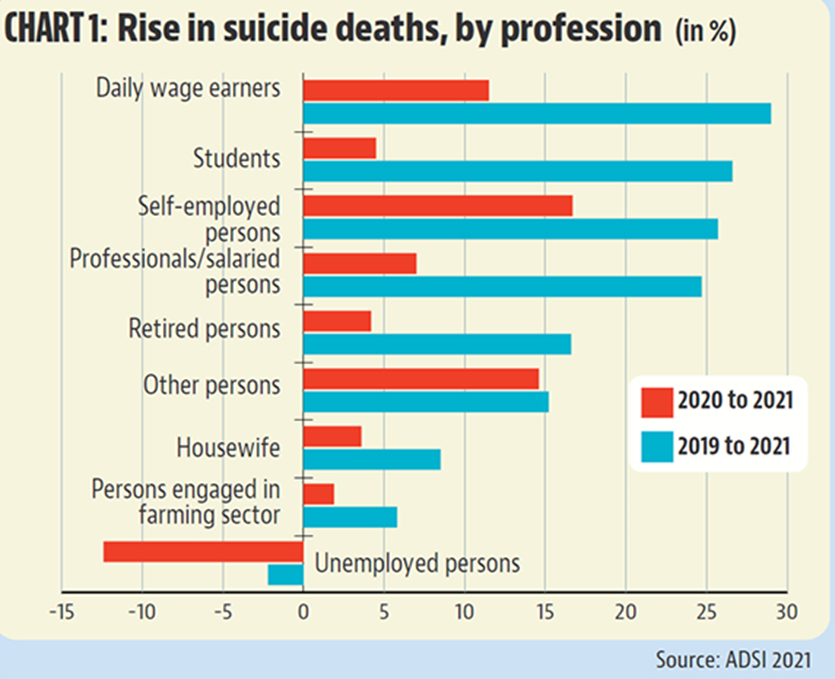 CHART 1: Rise in suicide deaths, by profession (in %)
Daily wage earners
Students
Self-employed
persons
Professionals/salaried
persons
Retired persons
Other persons
Housewife
Persons engaged in
farming sector
Unemployed persons
2020 to 2021
2019 to 2021
-15 -10 -5 0 5 10 15 20 25 30
Source: ADSI 2021